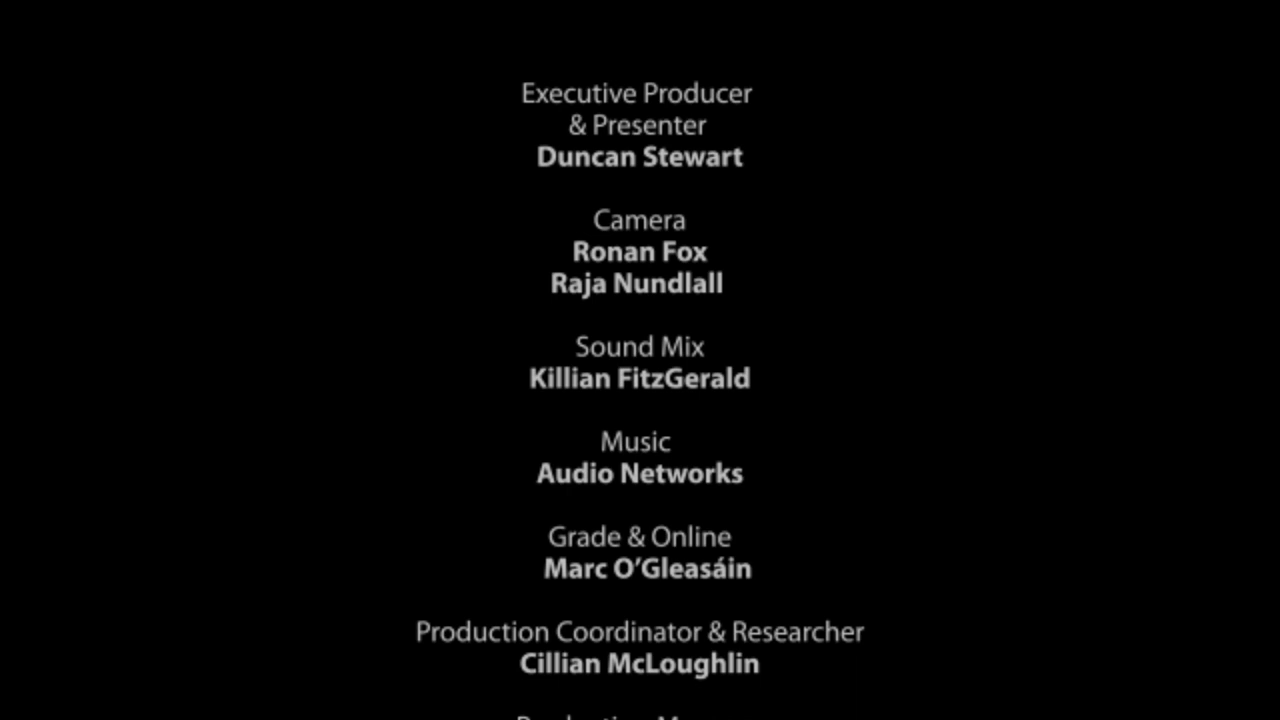 Executive Producer
& Presenter
Duncan Stewart
Camera
Ronan Fox
Raja Nundlall
Sound Mix
Killian FitzGerald
Music
Audio Networks
Grade & Online
Marc O’Gleasáin
Production Coordinator & Researcher
Cillian McLoughlin